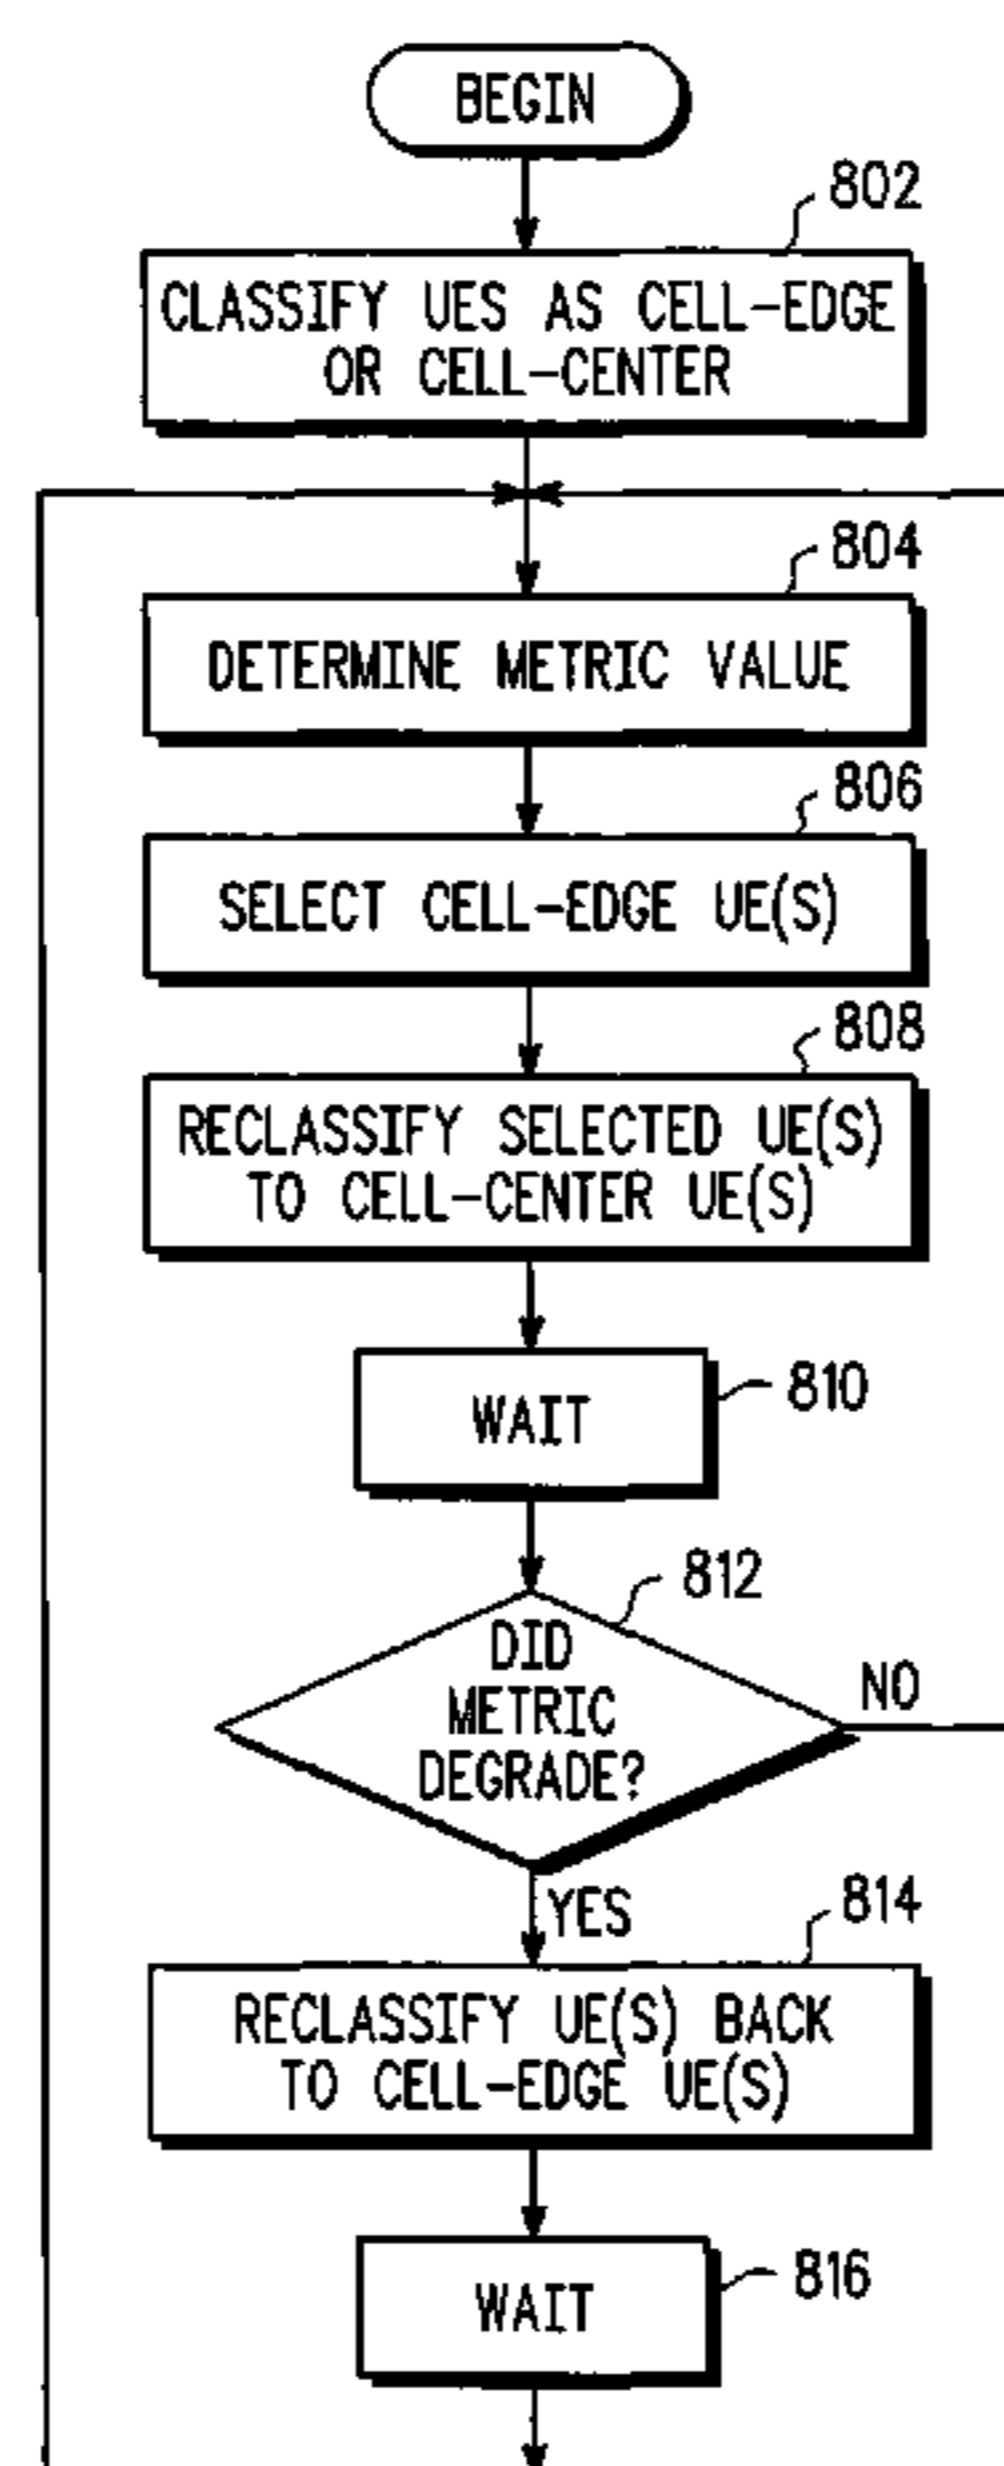 BEGIN
802
CLASSIFY UES AS CELL-EDGE
OR CELL-CENTER
804
DETERMINE METRIC VALUE
806
SELECT CELL-EDGE UE(S)
808
RECLASSIFY SELECTED UE(S)
TO CELL-CENTER UE(S)
810
WAIT
812
DID
METRIC
DEGRADE?
NO
YES
814
RECLASSIFY UE(S) BACK
TO CELL-EDGE UE(S)
816
WAIT